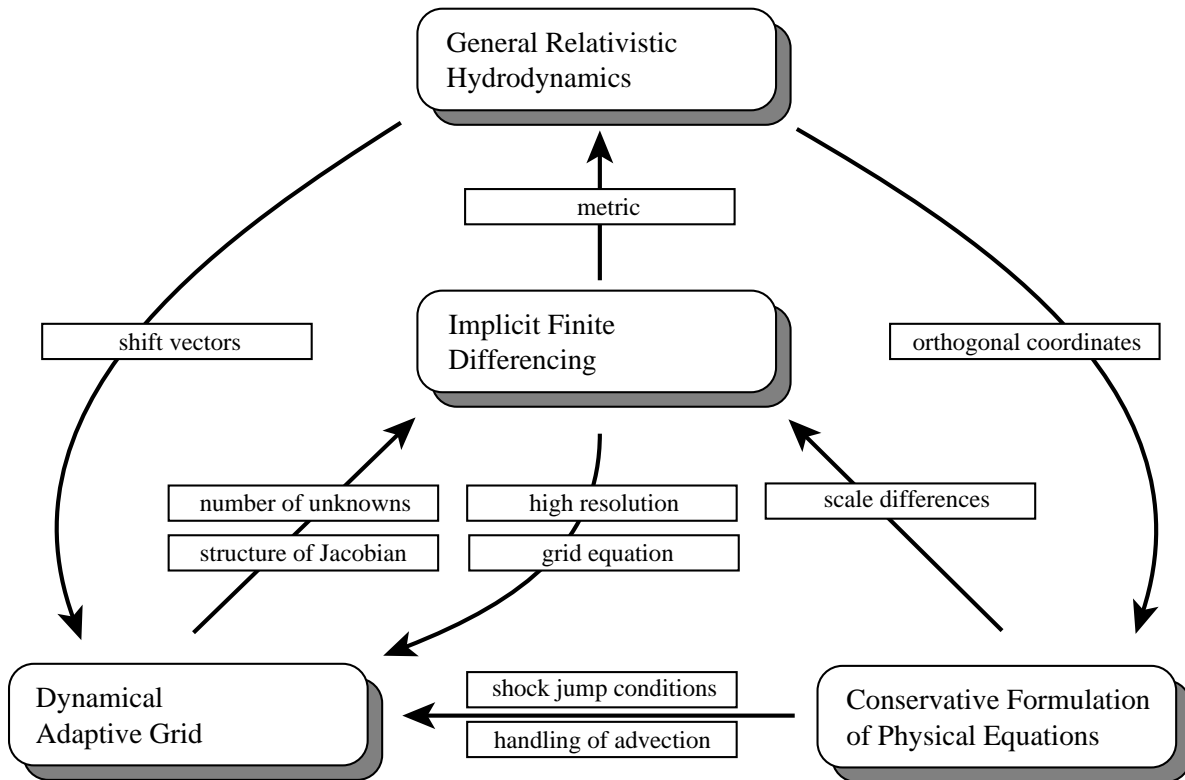 General Relativistic
Hydrodynamics
metric
Implicit Finite
Differencing
shift vectors
orthogonal coordinates
number of unknowns
structure of Jacobian
high resolution
grid equation
scale differences
Dynamical
Adaptive Grid
shock jump conditions
handling of advection
Conservative Formulation
of Physical Equations